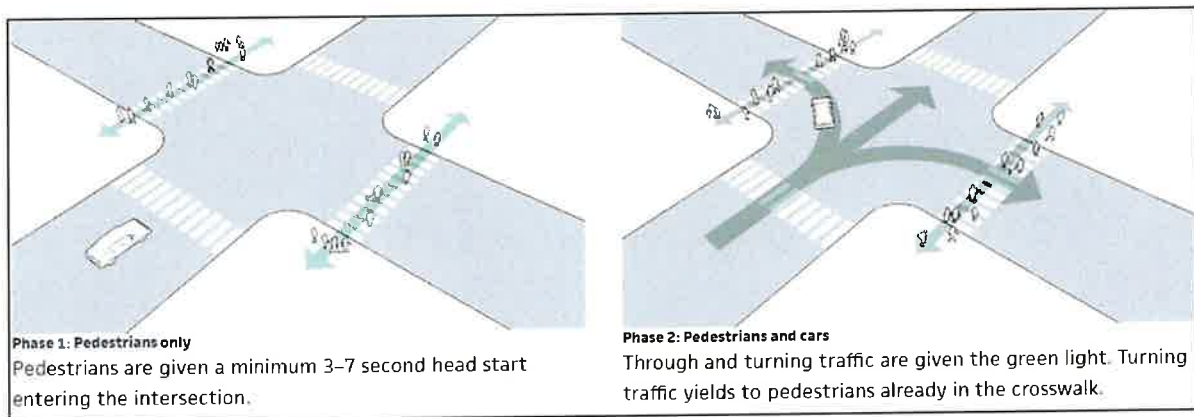 Phase 1: Pedestrians only
Pedestrians are given a minimum 3–7 second head start
entering the intersection.
Phase 2: Pedestrians and cars
Through and turning traffic are given the green light. Turning
traffic yields to pedestrians already in the crosswalk.